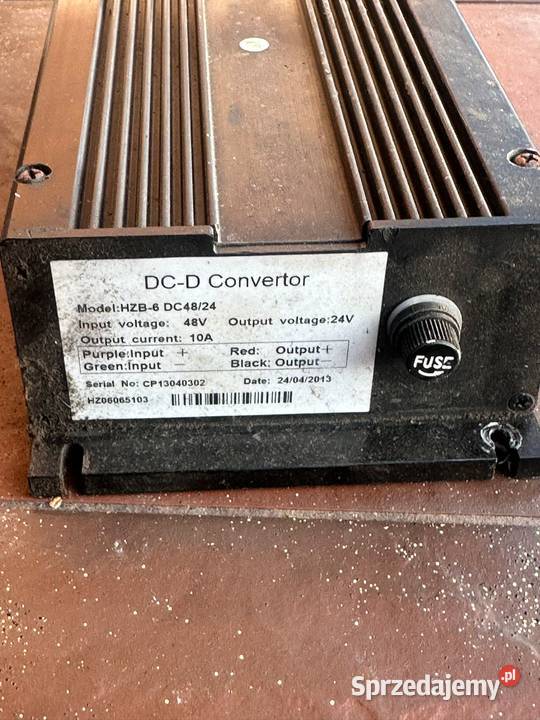 DC-D Convertor
Model:HZB-6 DC48/24
Input voltage: 48V Output voltage:24V
Output current: 10A
Purple:Input + Red: Output+
Green:Input - Black: Output-
Serial No: CP13040302 Date: 24/04/2013
HZ06065103
FUSE
Sprzedajemy.pl